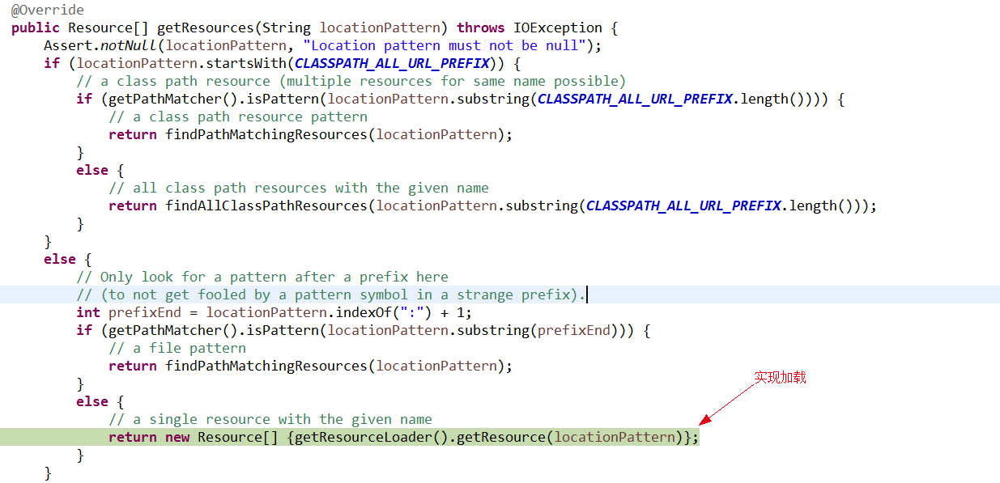 @Override
public Resource[] getResources(String locationPattern) throws IOException {
Assert.notNull(locationPattern, "Location pattern must not be null");
if (locationPattern.startsWith(CLASSPATH_ALL_URL_PREFIX)) {
// a class path resource (multiple resources for same name possible)
if (getPathMatcher().isPattern(locationPattern.substring(CLASSPATH_ALL_URL_PREFIX.length()))) {
// a class path resource pattern
return findPathMatchingResources(locationPattern);
}
else {
// all class path resources with the given name
return findAllClassPathResources(locationPattern.substring(CLASSPATH_ALL_URL_PREFIX.length()));
}
}
else {
// Only look for a pattern after a prefix here
// (to not get fooled by a pattern symbol in a strange prefix).
int prefixEnd = locationPattern.indexOf(":") + 1;
if (getPathMatcher().isPattern(locationPattern.substring(prefixEnd))) {
// a file pattern
return findPathMatchingResources(locationPattern);
}
实现加载
else {
// a single resource with the given name
return new Resource[] {getResourceLoader().getResource(locationPattern)};
}
}